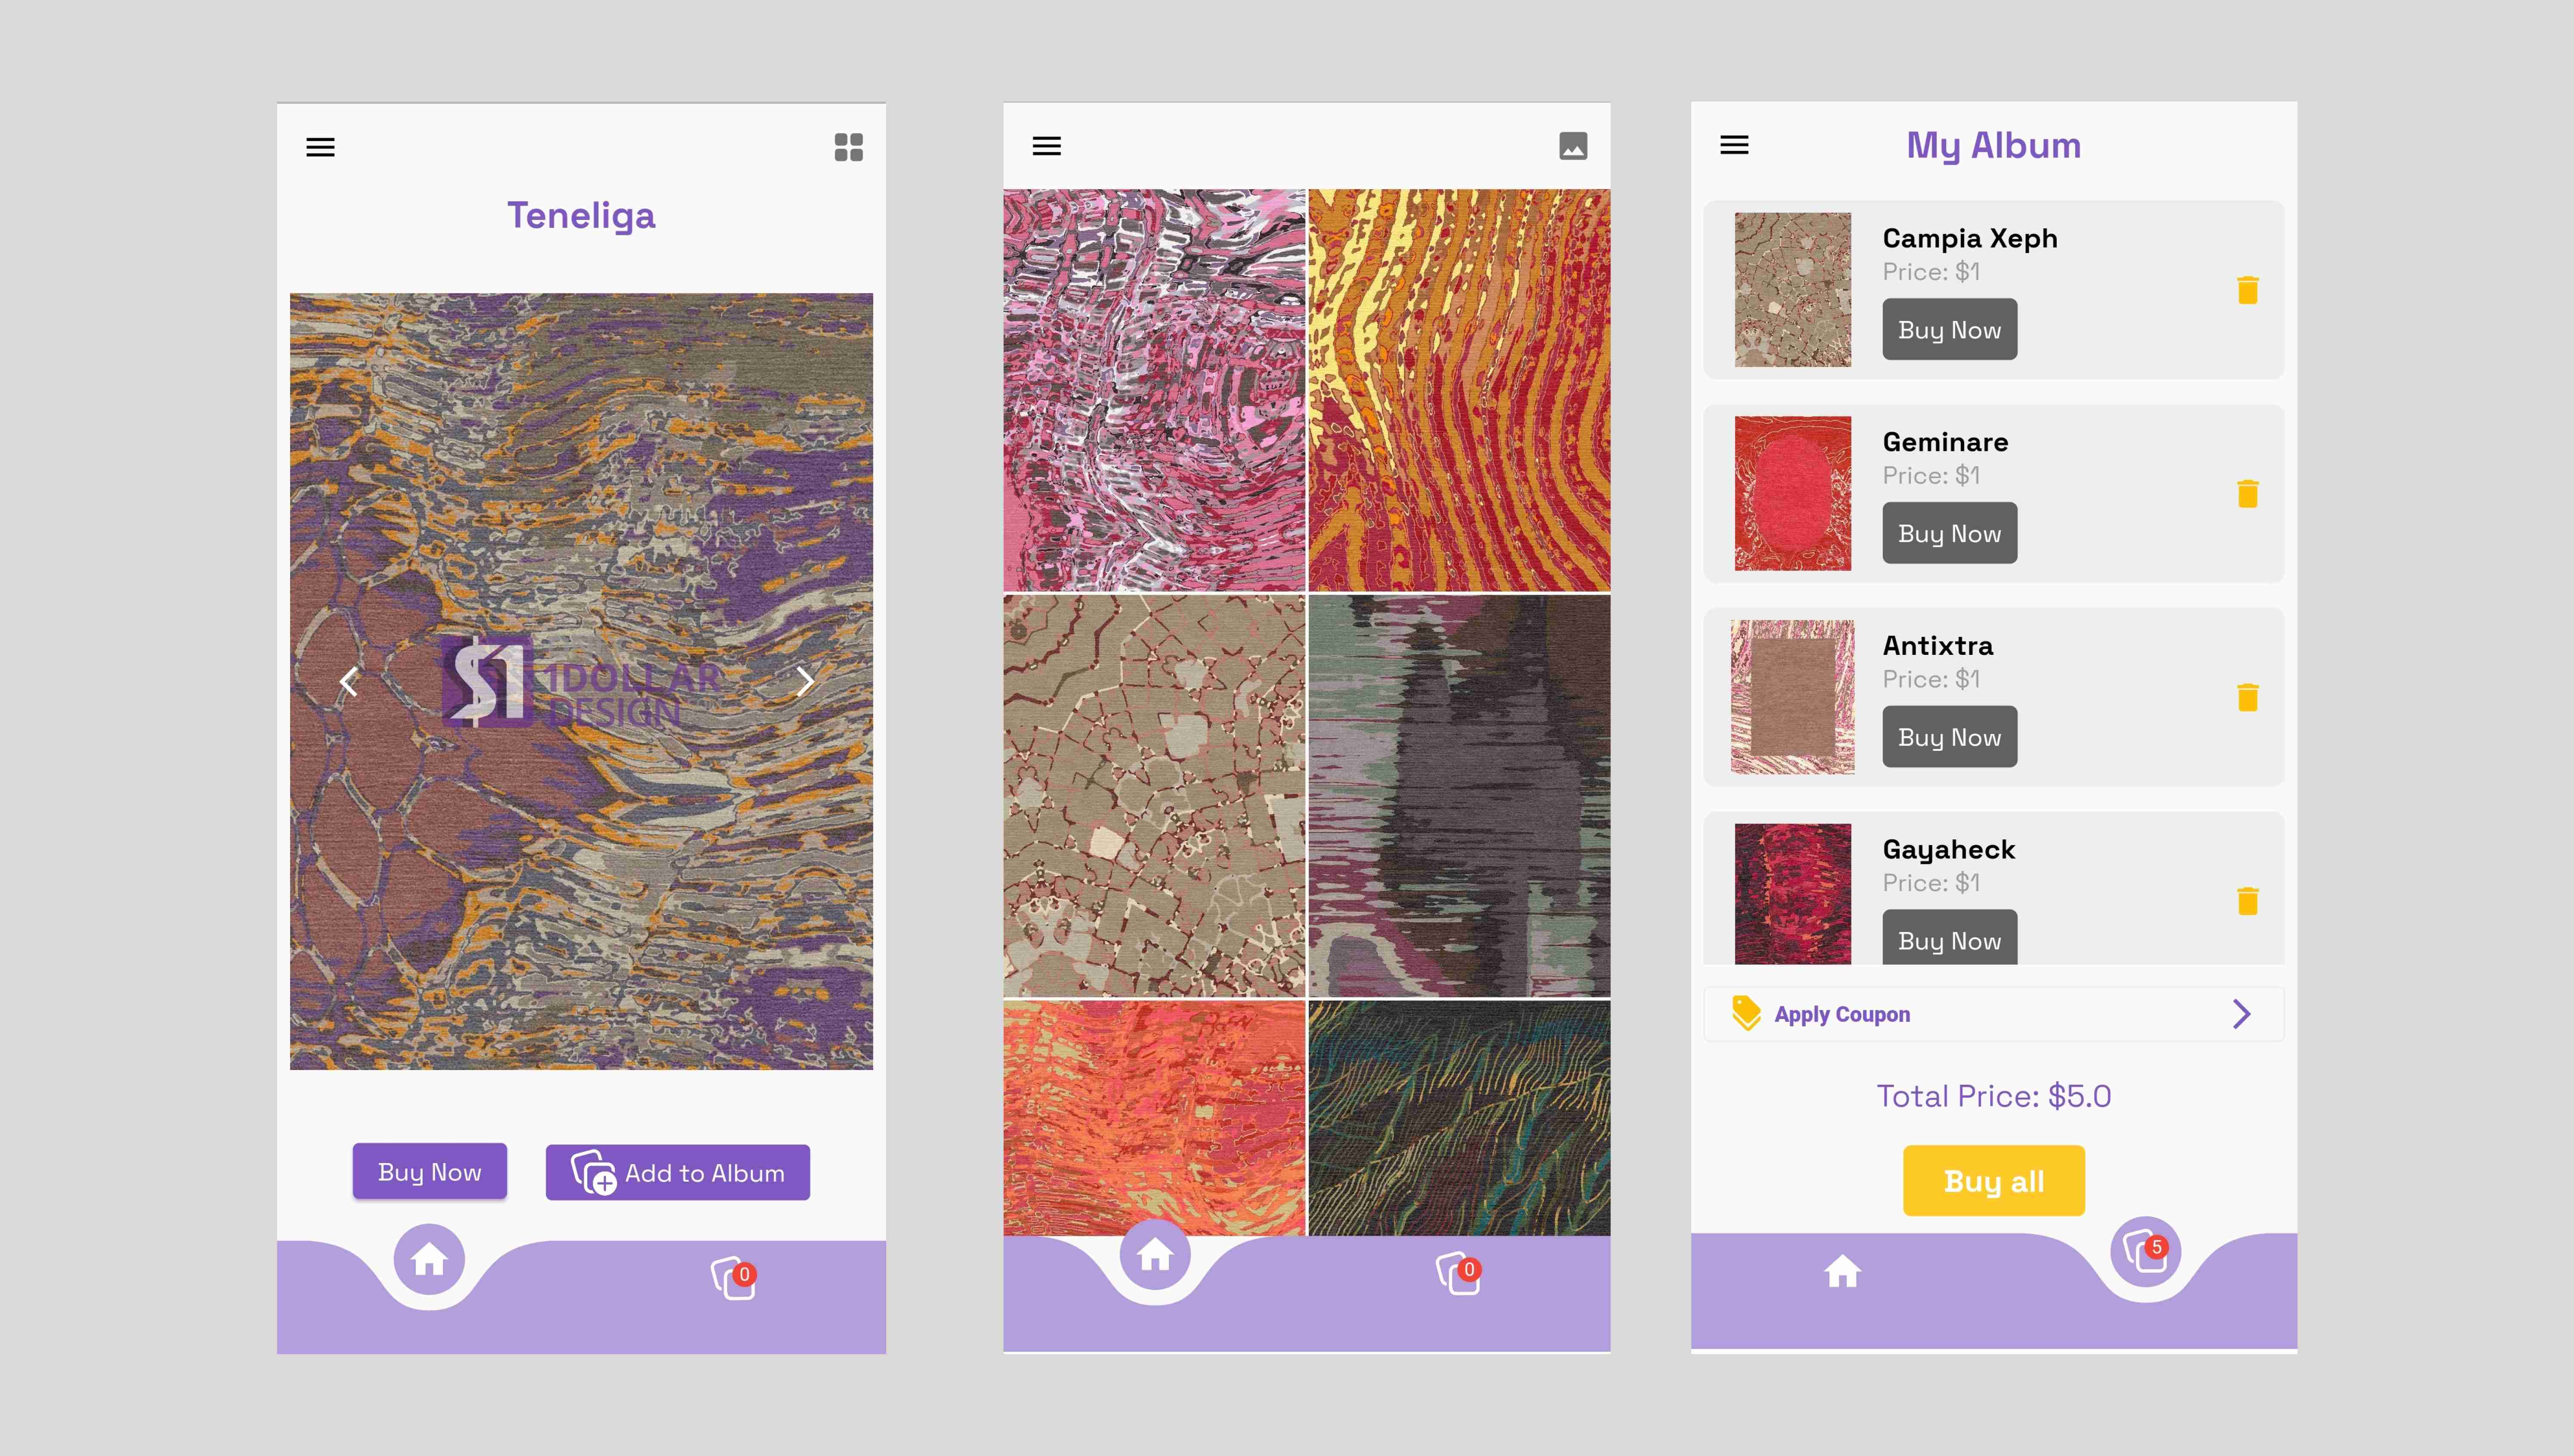 Teneliga
$1 1DOLLAR
DESIGN
Buy Now
Add to Album
0
0
My Album
Campia Xeph
Price: $1
Buy Now
Geminare
Price: $1
Buy Now
Antixtra
Price: $1
Buy Now
Gayaheck
Price: $1
Buy Now
Apply Coupon
Total Price: $5.0
Buy all
5